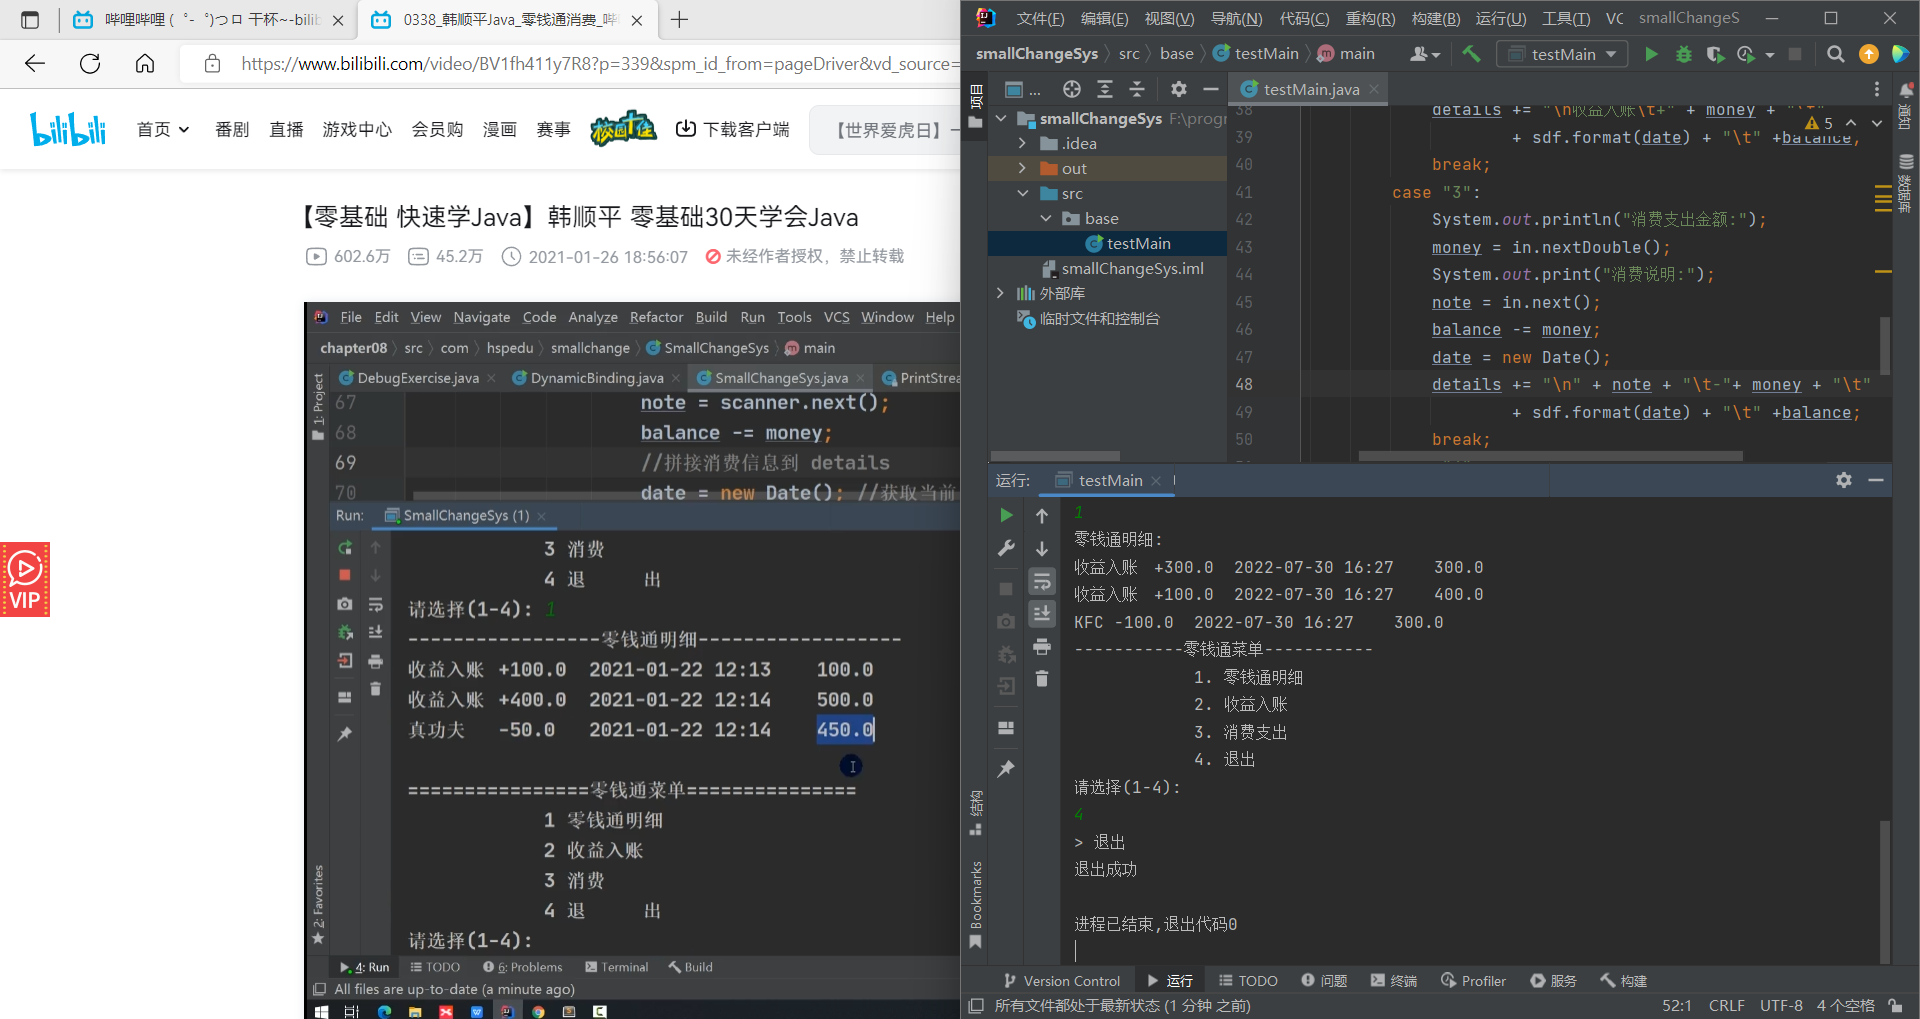 哔哩哔哩 (゜-゜)つロ 干杯~-bilib
0338_韩顺平Java_零钱通消费_哔
https://www.bilibili.com/video/BV1fh411y7R8?p=339&spm_id_from=pageDriver&vd_source=
bilibili
首页 番剧 直播 游戏中心 会员购 漫画 赛事 校园十佳 下载客户端
【世界爱虎日】一
【零基础 快速学Java】韩顺平 零基础30天学会Java
602.6万 45.2万 2021-01-26 18:56:07 未经作者授权，禁止转载
VIP
File Edit View Navigate Code Analyze Refactor Build Run Tools VCS Window Help
chapter08 src com hspedu smallchange SmallChangeSys main
DebugExercise.java DynamicBinding.java SmallChangeSys.java PrintStrea
1: Project
67 note = scanner.next();
68 balance -= money;
69 //拼接消费信息到 details
70 date = new Date(); //获取当前
Run: SmallChangeSys (1)
3 消费
4 退 出
请选择(1-4): 1
-----------------零钱通明细------------------
收益入账 +100.0 2021-01-22 12:13 100.0
收益入账 +400.0 2021-01-22 12:14 500.0
真功夫 -50.0 2021-01-22 12:14 450.0
================零钱通菜单===============
1 零钱通明细
2 收益入账
3 消费
4 退 出
请选择(1-4):
2: Favorites
4: Run TODO 6: Problems Terminal Build
All files are up-to-date (a minute ago)
文件(F) 编辑(E) 视图(V) 导航(N) 代码(C) 重构(R) 构建(B) 运行(U) 工具(T) VC smallChangeS
smallChangeSys src base testMain main testMain
项目
...
testMain.java
smallChangeSys F:\progr
.idea
out
src
base
testMain
smallChangeSys.iml
外部库
临时文件和控制台
38 details += "\n收益入账\t+" + money + "\t"
5
39 + sdf.format(date) + "\t" +balance;
40 break;
41 case "3":
42 System.out.println("消费支出金额:");
43 money = in.nextDouble();
44 System.out.print("消费说明:");
45 note = in.next();
46 balance -= money;
47 date = new Date();
48 details += "\n" + note + "\t-"+ money + "\t"
49 + sdf.format(date) + "\t" +balance;
50 break;
通知
数据库
运行: testMain
1
零钱通明细:
收益入账 +300.0 2022-07-30 16:27 300.0
收益入账 +100.0 2022-07-30 16:27 400.0
KFC -100.0 2022-07-30 16:27 300.0
-----------零钱通菜单-----------
1. 零钱通明细
2. 收益入账
3. 消费支出
4. 退出
请选择(1-4):
4
> 退出
退出成功
进程已结束,退出代码0
结构
Bookmarks
Version Control 运行 TODO 问题 终端 Profiler 服务 构建
所有文件都处于最新状态 (1 分钟 之前) 52:1 CRLF UTF-8 4 个空格